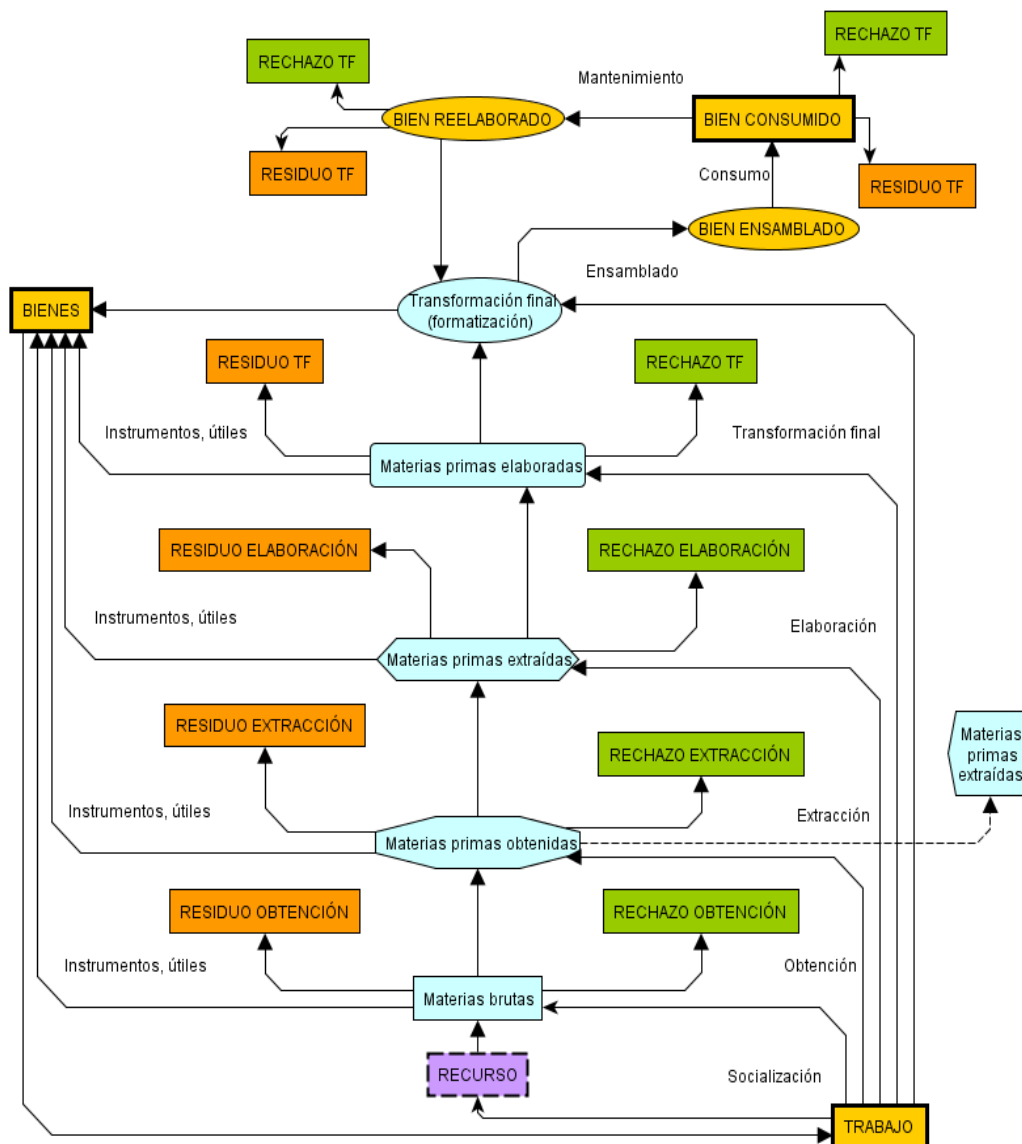 RECHAZO TF
RECHAZO TF
Mantenimiento
BIEN REELABORADO
BIEN CONSUMIDO
RESIDUO TF
Consumo
RESIDUO TF
BIEN ENSAMBLADO
Ensamblado
BIENES
Transformación final
(formatización)
RESIDUO TF
RECHAZO TF
Instrumentos, útiles
Transformación final
Materias primas elaboradas
RESIDUO ELABORACIÓN
RECHAZO ELABORACIÓN
Instrumentos, útiles
Elaboración
Materias primas extraídas
RESIDUO EXTRACCIÓN
RECHAZO EXTRACCIÓN
Materias
primas
extraídas
Instrumentos, útiles
Extracción
Materias primas obtenidas
RESIDUO OBTENCIÓN
RECHAZO OBTENCIÓN
Instrumentos, útiles
Obtención
Materias brutas
RECURSO
Socialización
TRABAJO